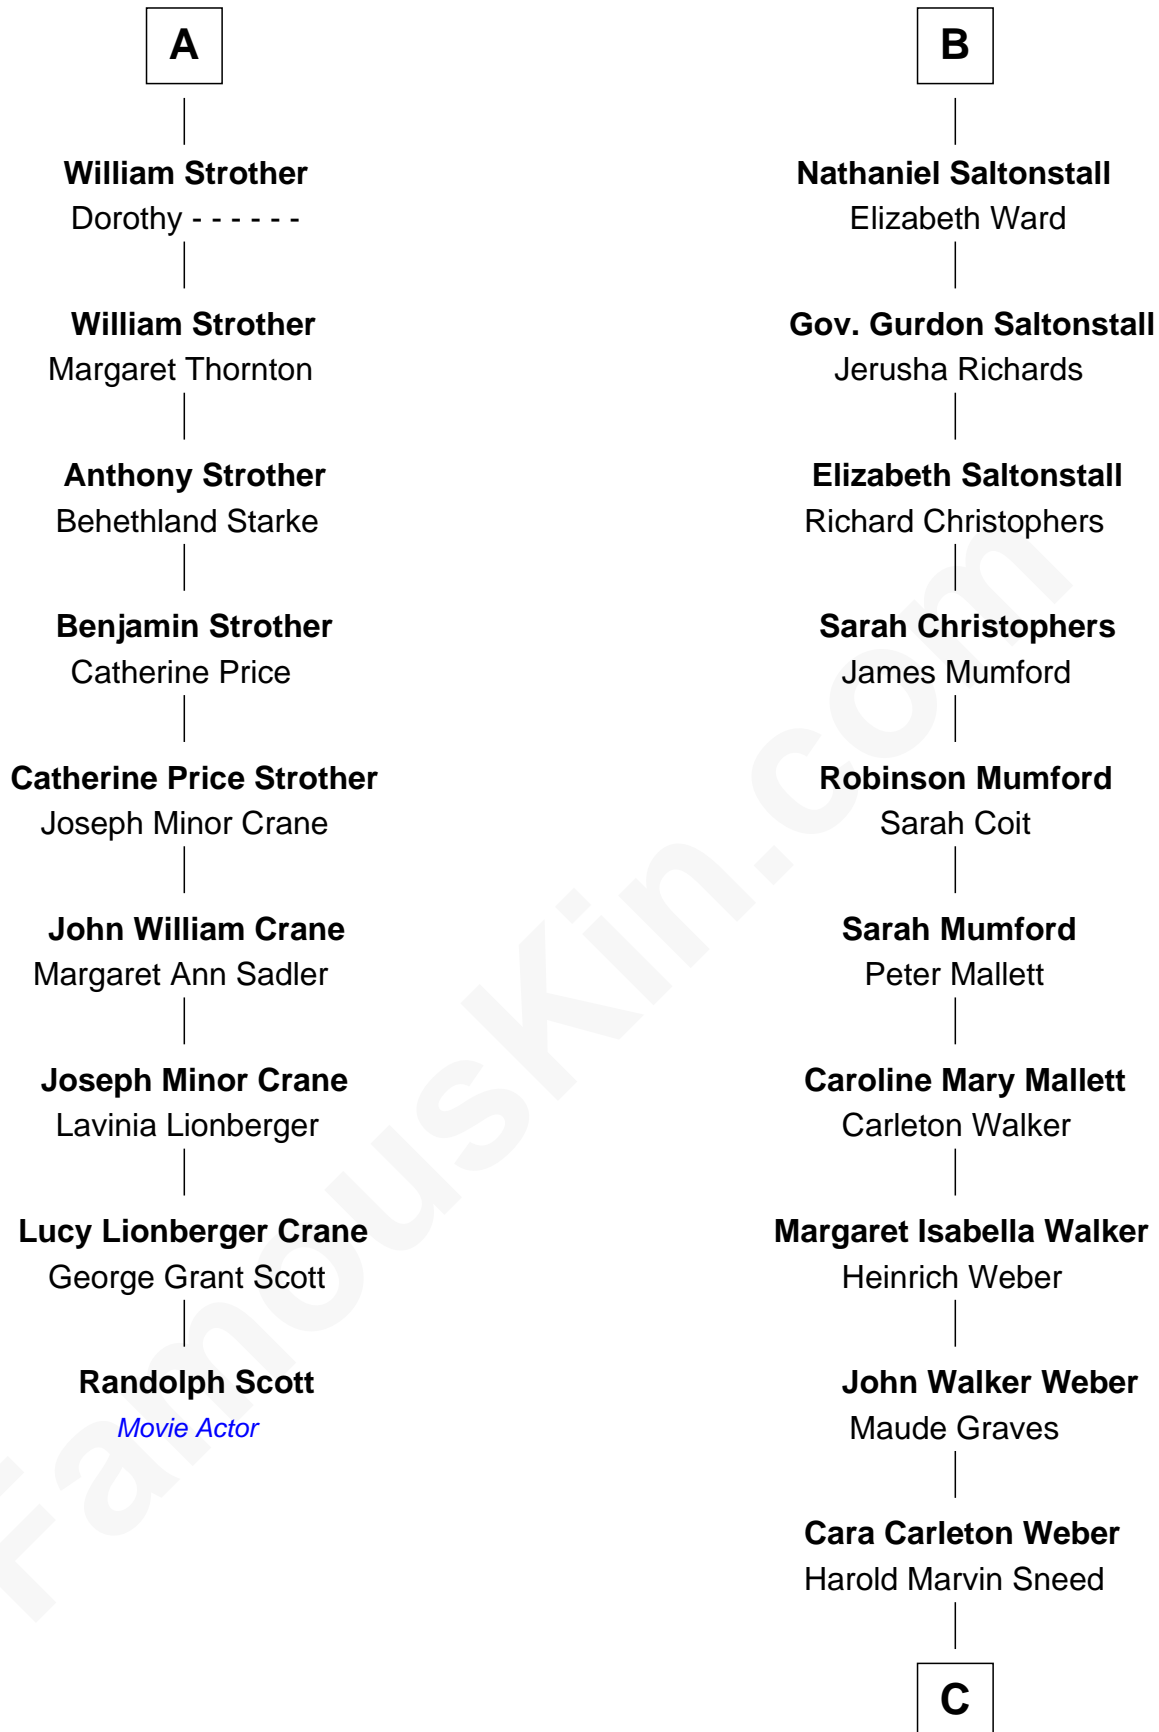 A
William Strother
Dorothy - - - - - -
William Strother
Margaret Thornton
Anthony Strother
Behethland Starke
Benjamin Strother
Catherine Price
Catherine Price Strother
Joseph Minor Crane
John William Crane
Margaret Ann Sadler
Joseph Minor Crane
Lavinia Lionberger
Lucy Lionberger Crane
George Grant Scott
Randolph Scott
Movie Actor
B
Nathaniel Saltonstall
Elizabeth Ward
Gov. Gurdon Saltonstall
Jerusha Richards
Elizabeth Saltonstall
Richard Christophers
Sarah Christophers
James Mumford
Robinson Mumford
Sarah Coit
Sarah Mumford
Peter Mallett
Caroline Mary Mallett
Carleton Walker
Margaret Isabella Walker
Heinrich Weber
John Walker Weber
Maude Graves
Cara Carleton Weber
Harold Marvin Sneed
C
FamousKin.com